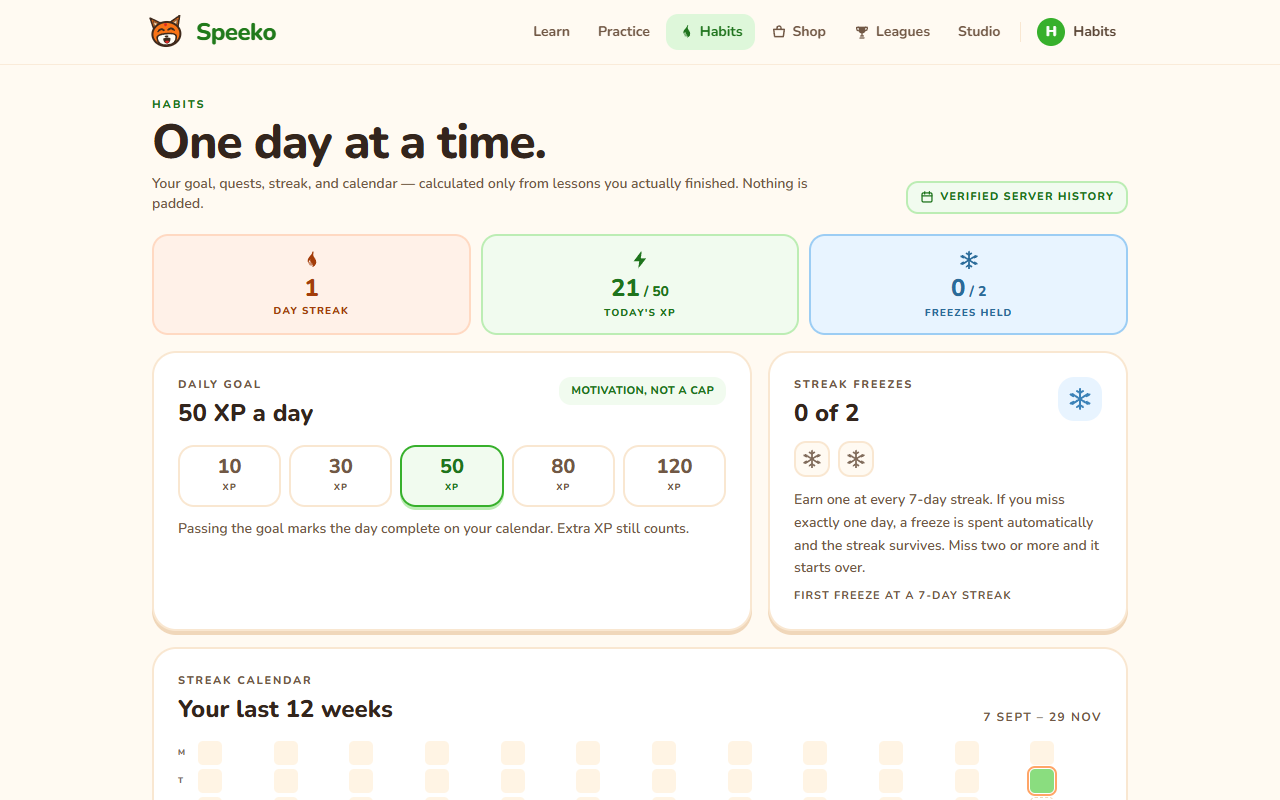 Speeko
Learn
Practice
Habits
Shop
Leagues
Studio
H
Habits
HABITS
One day at a time.
Your goal, quests, streak, and calendar — calculated only from lessons you actually finished. Nothing is
padded.
VERIFIED SERVER HISTORY
1
DAY STREAK
21 / 50
TODAY'S XP
0 / 2
FREEZES HELD
DAILY GOAL
50 XP a day
MOTIVATION, NOT A CAP
10
XP
30
XP
50
XP
80
XP
120
XP
Passing the goal marks the day complete on your calendar. Extra XP still counts.
STREAK FREEZES
0 of 2
Earn one at every 7-day streak. If you miss
exactly one day, a freeze is spent automatically
and the streak survives. Miss two or more and it
starts over.
FIRST FREEZE AT A 7-DAY STREAK
STREAK CALENDAR
Your last 12 weeks
7 SEPT – 29 NOV
M
T